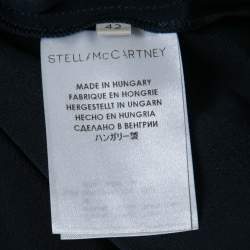 42
STELLA McCARTNEY
MADE IN HUNGARY
FABRIQUE EN HONGRIE
HERGESTELLT IN UNGARN
HECHO EN HUNGRIA
СДЕЛАНО В ВЕНГРИИ
ハンガリー製